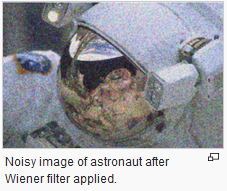 Noisy image of astronaut after
Wiener filter applied.